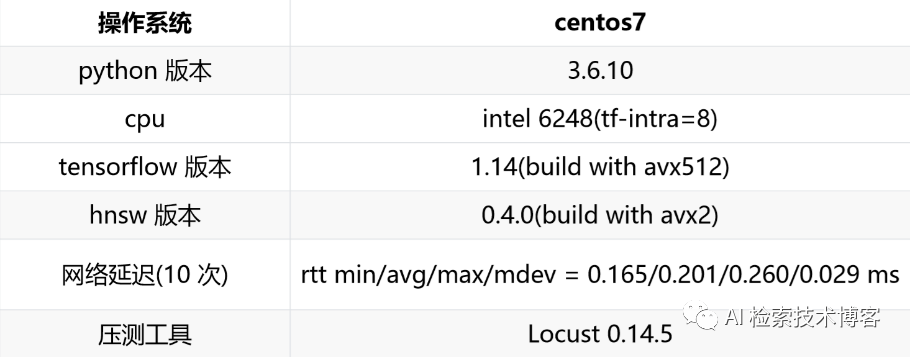 操作系统 centos7
python 版本 3.6.10
cpu intel 6248(tf-intra=8)
tensorflow 版本 1.14(build with avx512)
hnsw 版本 0.4.0(build with avx2)
网络延迟(10 次) rtt min/avg/max/mdev = 0.165/0.201/0.260/0.029 ms
压测工具 Locust 0.14.5
AI 检索技术博客